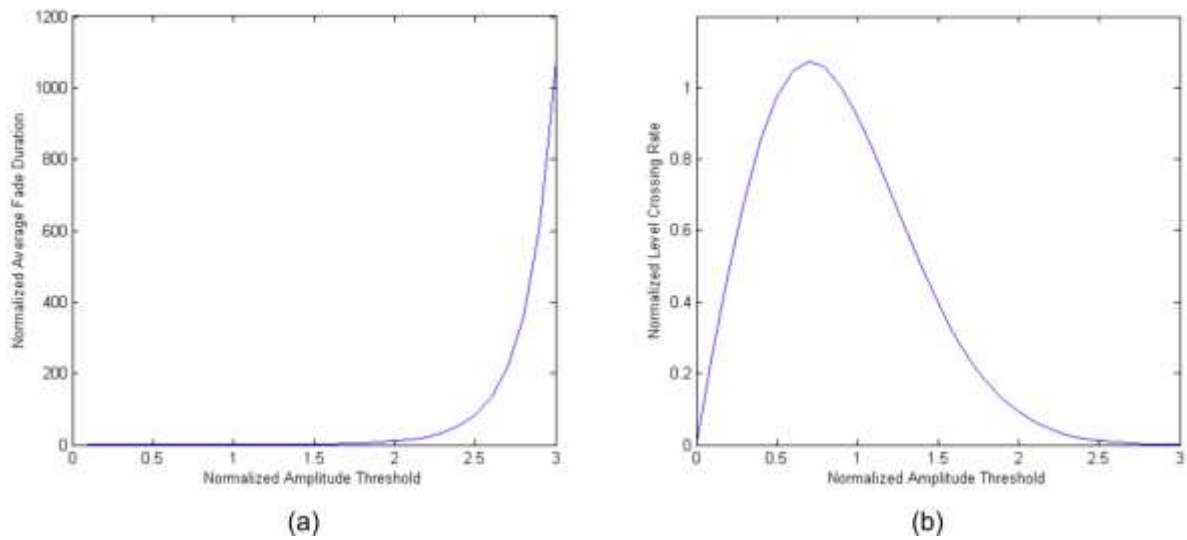 1200
1000
800
600
400
200
0
Normalized Average Fade Duration
0 0.5 1 1.5 2 2.5 3
Normalized Amplitude Threshold
(a)
1
0.8
0.6
0.4
0.2
0
Normalized Level Crossing Rate
0 0.5 1 1.5 2 2.5 3
Normalized Amplitude Threshold
(b)